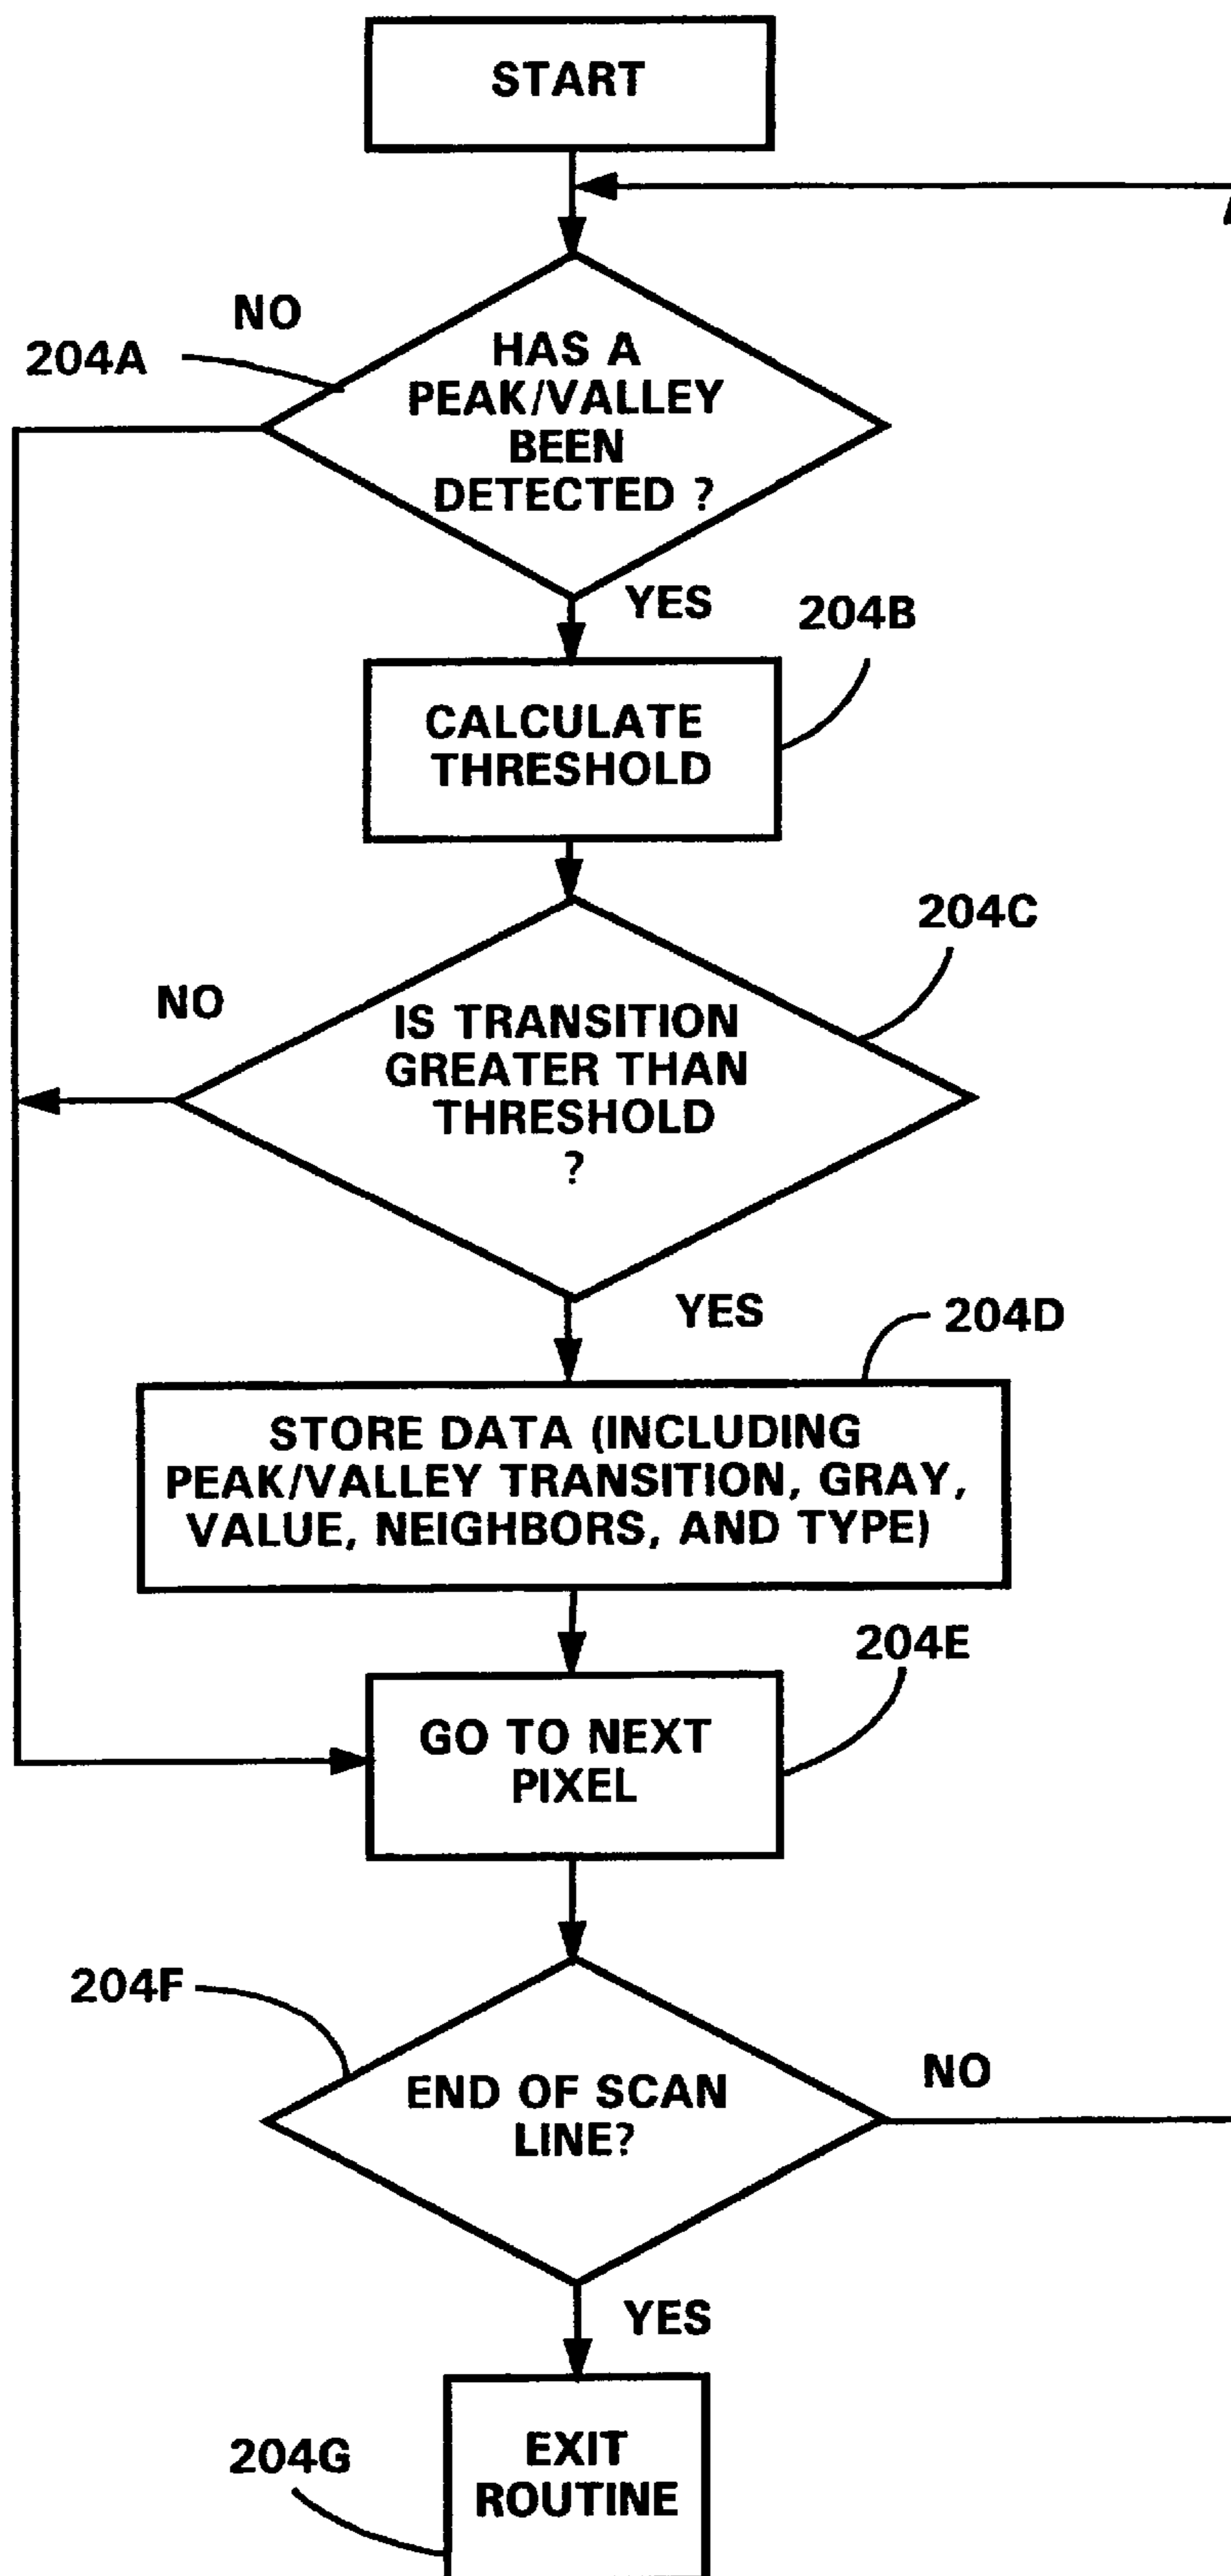 START
NO
204A
HAS A
PEAK/VALLEY
BEEN
DETECTED ?
YES
204B
CALCULATE
THRESHOLD
204C
NO
IS TRANSITION
GREATER THAN
THRESHOLD
?
YES
204D
STORE DATA (INCLUDING
PEAK/VALLEY TRANSITION, GRAY,
VALUE, NEIGHBORS, AND TYPE)
204E
GO TO NEXT
PIXEL
204F
END OF SCAN
LINE?
NO
YES
204G
EXIT
ROUTINE